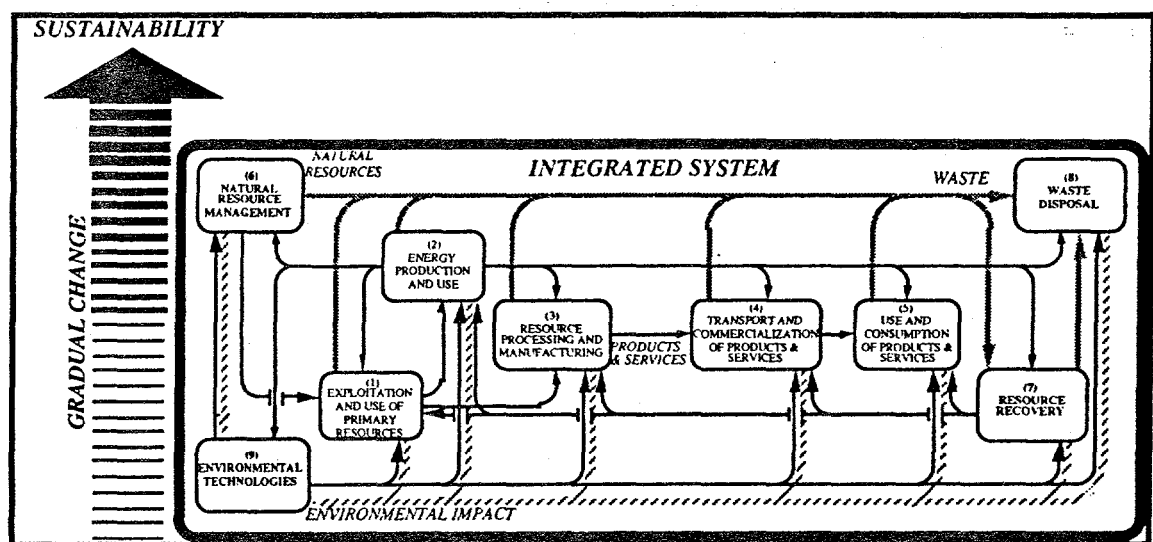 SUSTAINABILITY
GRADUAL CHANGE
INTEGRATED SYSTEM
NATURAL
RESOURCES
WASTE
(6)
NATURAL
RESOURCE
MANAGEMENT
(8)
WASTE
DISPOSAL
(2)
ENERGY
PRODUCTION
AND USE
(3)
RESOURCE
PROCESSING AND
MANUFACTURING
PRODUCTS
& SERVICES
(4)
TRANSPORT AND
COMMERCIALIZATION
OF PRODUCTS &
SERVICES
(5)
USE AND
CONSUMPTION
OF PRODUCTS &
SERVICES
(1)
EXPLOITATION
AND USE OF
PRIMARY
RESOURCES
(7)
RESOURCE
RECOVERY
(9)
ENVIRONMENTAL
TECHNOLOGIES
ENVIRONMENTAL IMPACT